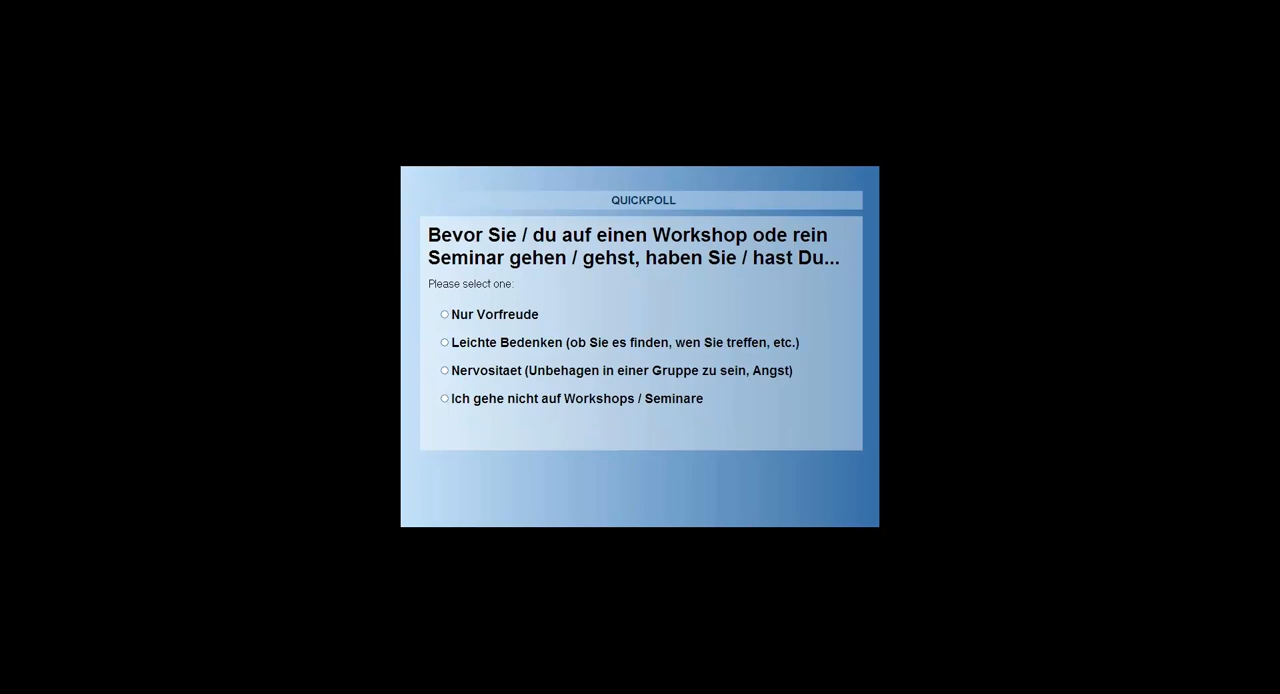 QUICKPOLL
Bevor Sie / du auf einen Workshop ode rein
Seminar gehen / gehst, haben Sie / hast Du...
Please select one:
Nur Vorfreude
Leichte Bedenken (ob Sie es finden, wen Sie treffen, etc.)
Nervositaet (Unbehagen in einer Gruppe zu sein, Angst)
Ich gehe nicht auf Workshops / Seminare